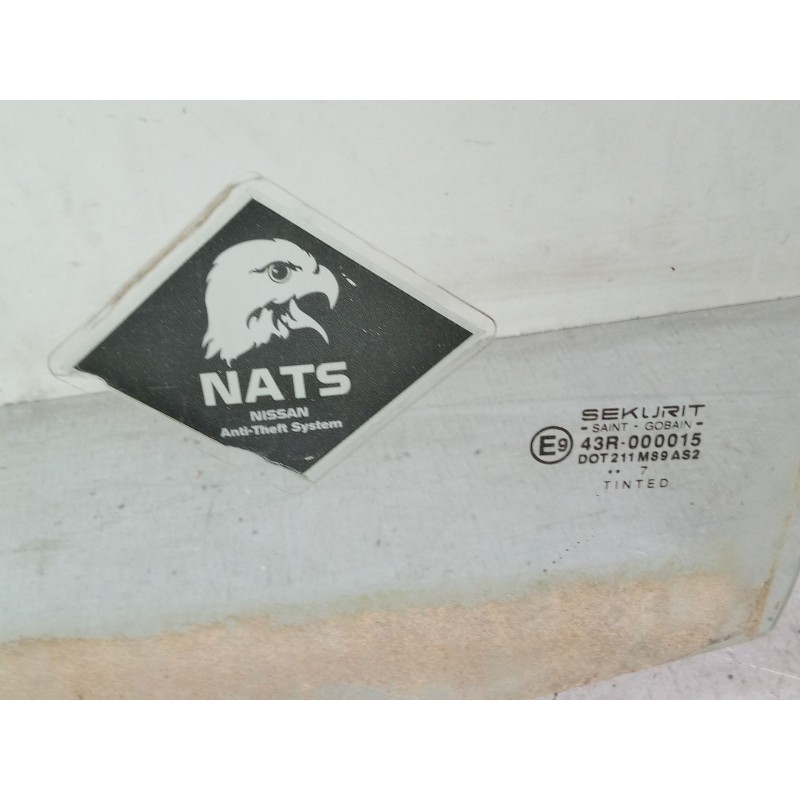 NATS
NISSAN
Anti-Theft System
SEKURIT
- SAINT - GOBAIN -
E9 43R-000015
DOT 211 M89 AS2
•• 7
TINTED